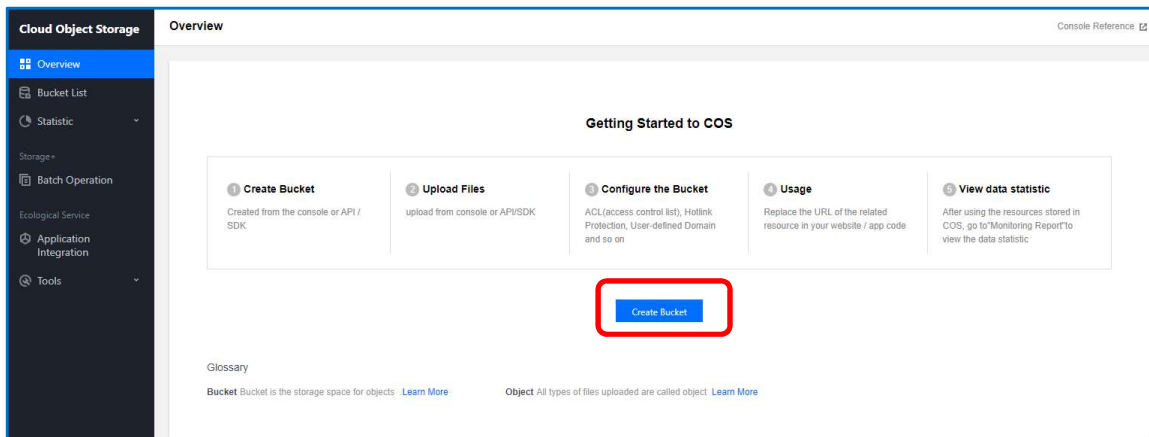 Cloud Object Storage
Overview
Console Reference
Overview
Bucket List
Statistic
Storage+
Batch Operation
Ecological Service
Application
Integration
Tools
Getting Started to COS
1 Create Bucket
Created from the console or API /
SDK
2 Upload Files
upload from console or API/SDK
3 Configure the Bucket
ACL(access control list), Hotlink
Protection, User-defined Domain
and so on
4 Usage
Replace the URL of the related
resource in your website / app code
5 View data statistic
After using the resources stored in
COS, go to"Monitoring Report"to
view the data statistic
Create Bucket
Glossary
Bucket Bucket is the storage space for objects .Learn More
Object All types of files uploaded are called object Learn More